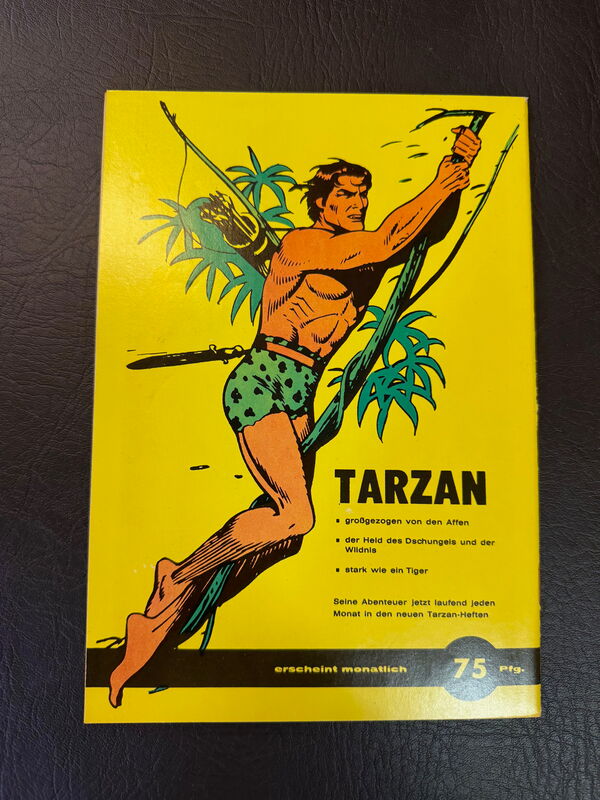 TARZAN
▪ großgezogen von den Affen
▪ der Held des Dschungels und der
Wildnis
▪ stark wie ein Tiger
Seine Abenteuer jetzt laufend jeden
Monat in den neuen Tarzan-Heften
erscheint monatlich 75 Pfg.